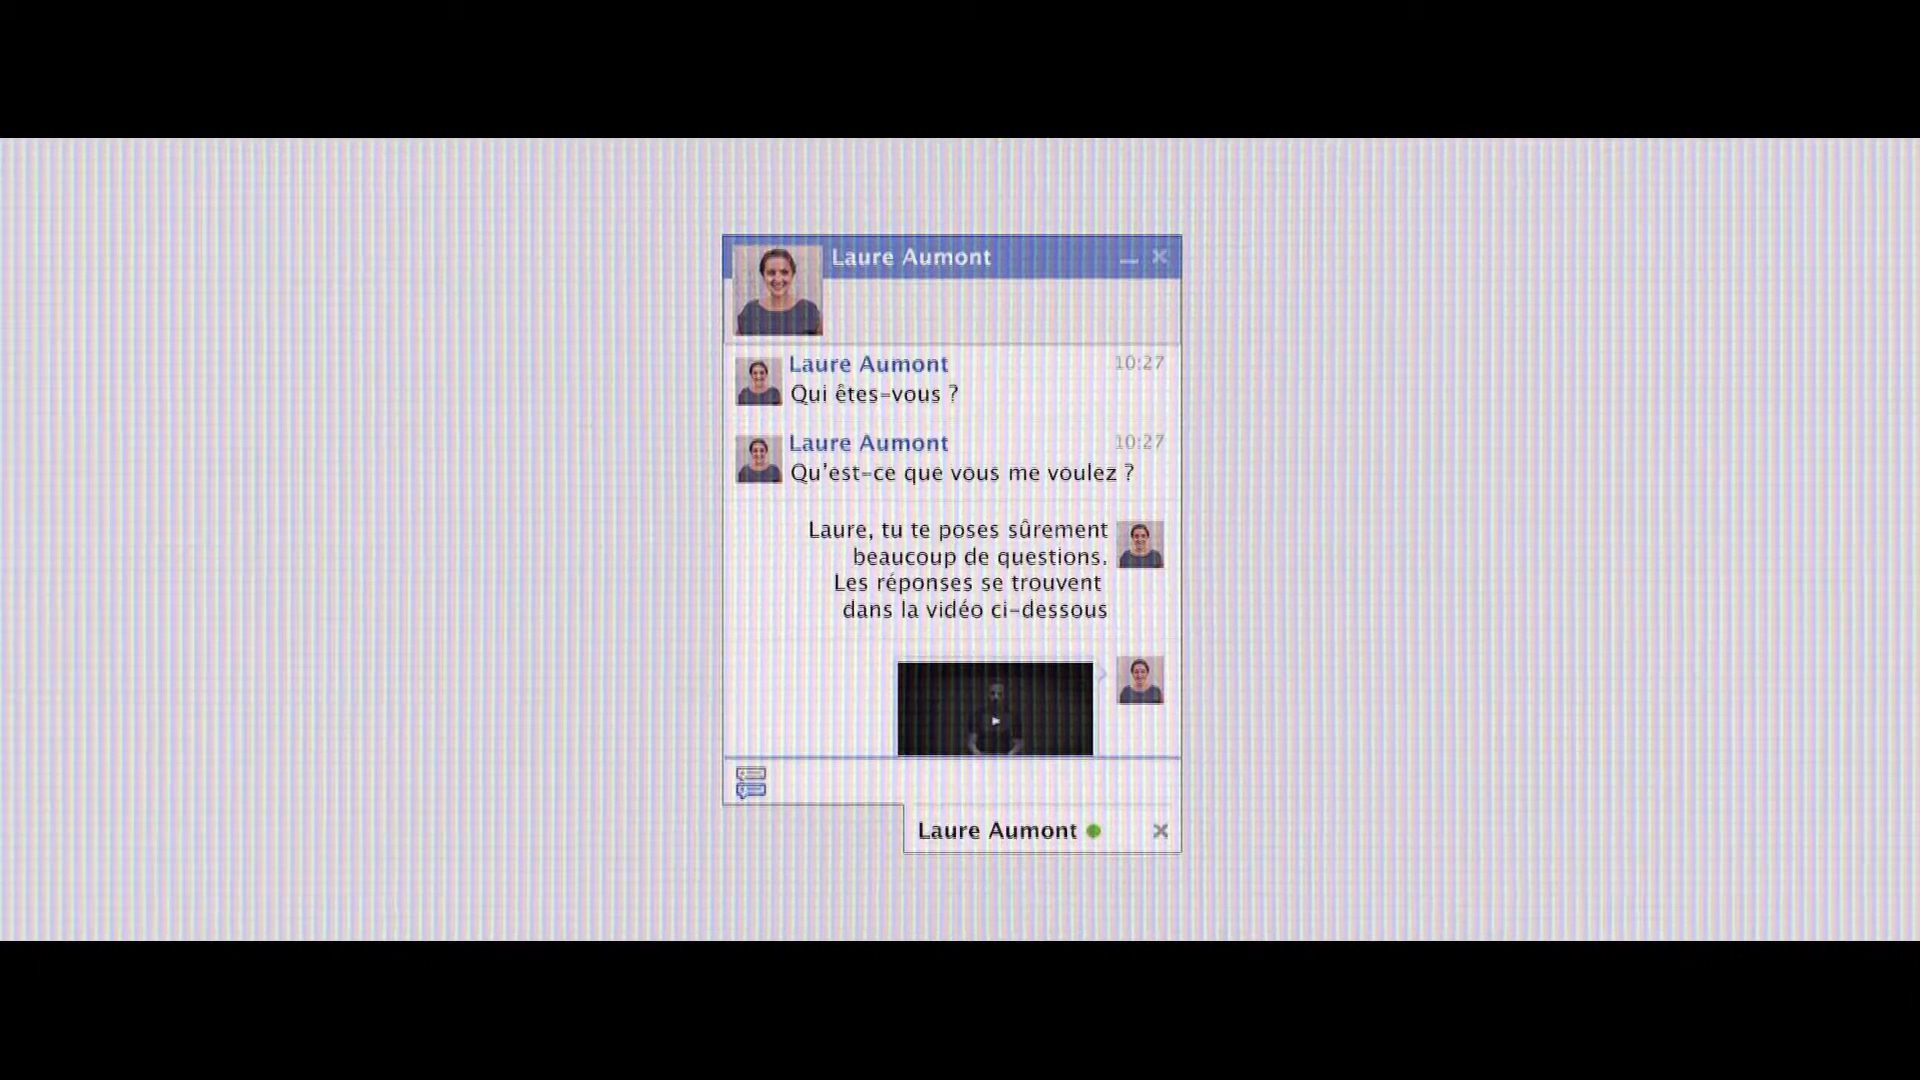 Laure Aumont
Laure Aumont 10:27
Qui êtes-vous ?
Laure Aumont 10:27
Qu'est-ce que vous me voulez ?
Laure, tu te poses sûrement
beaucoup de questions.
Les réponses se trouvent
dans la vidéo ci-dessous
Laure Aumont